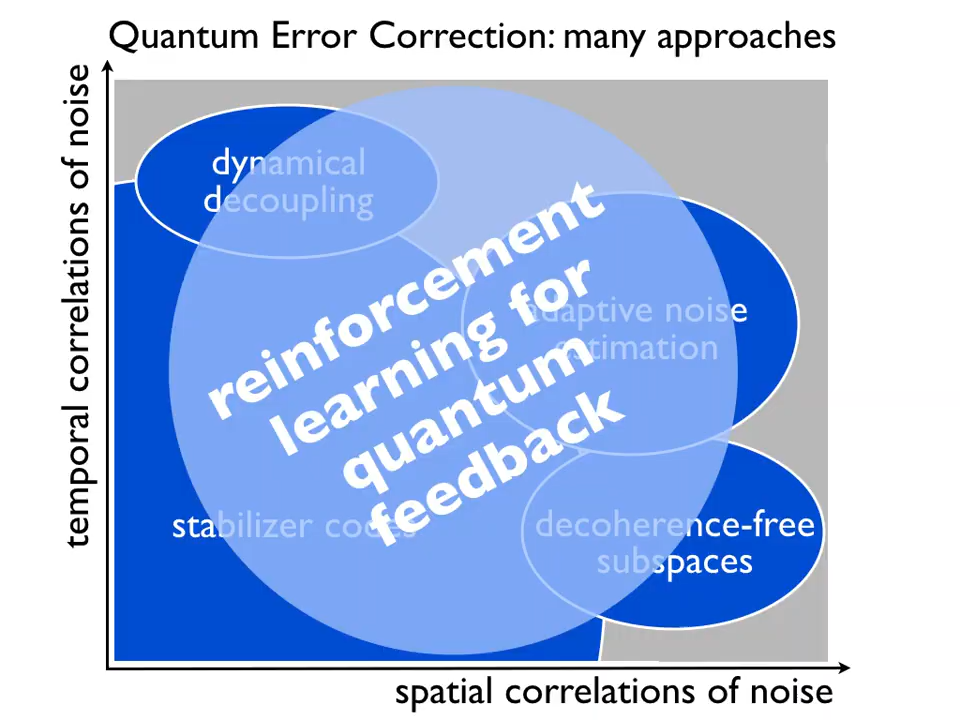 Quantum Error Correction: many approaches
temporal correlations of noise
dynamical
decoupling
reinforcement
learning for
quantum
feedback
adaptive noise
estimation
stabilizer codes
decoherence-free
subspaces
spatial correlations of noise